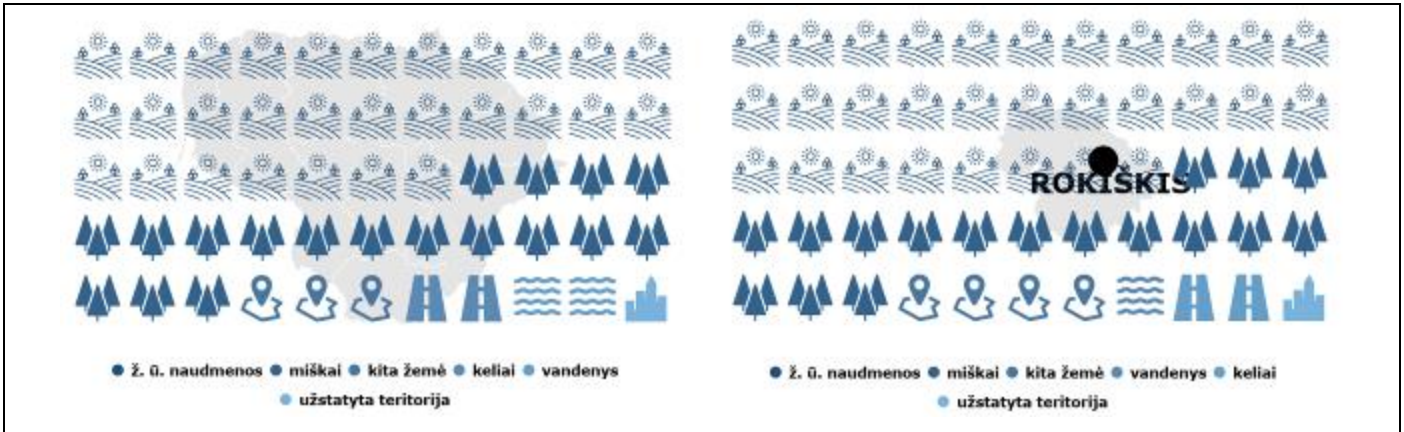 ROKIŠKIS
ž. ū. naudmenos miškai kita žemė keliai vandenys
užstatyta teritorija
ž. ū. naudmenos miškai kita žemė vandenys keliai
užstatyta teritorija